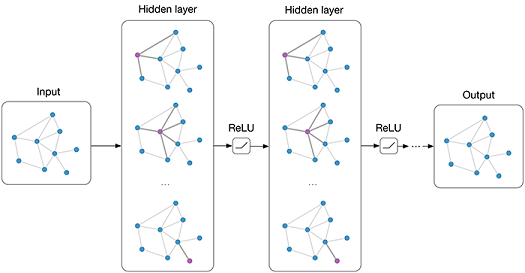 Hidden layer
Hidden layer
Input
ReLU
ReLU
Output
...
...
...